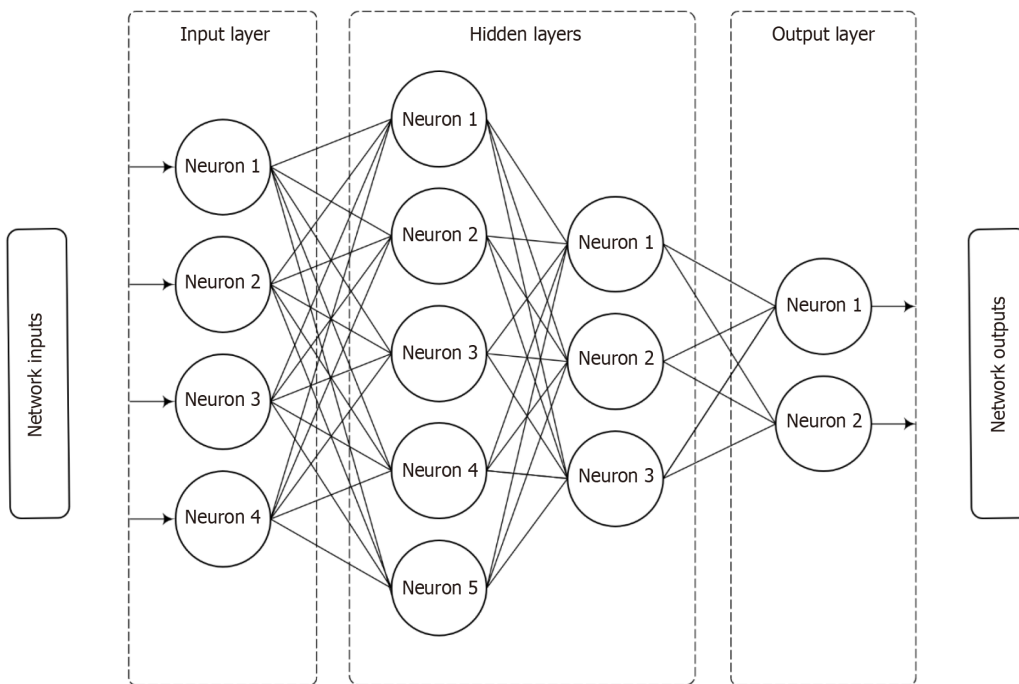 Input layer
Hidden layers
Output layer
Network inputs
Neuron 1
Neuron 2
Neuron 3
Neuron 4
Neuron 1
Neuron 2
Neuron 3
Neuron 4
Neuron 5
Neuron 1
Neuron 2
Neuron 3
Neuron 1
Neuron 2
Network outputs